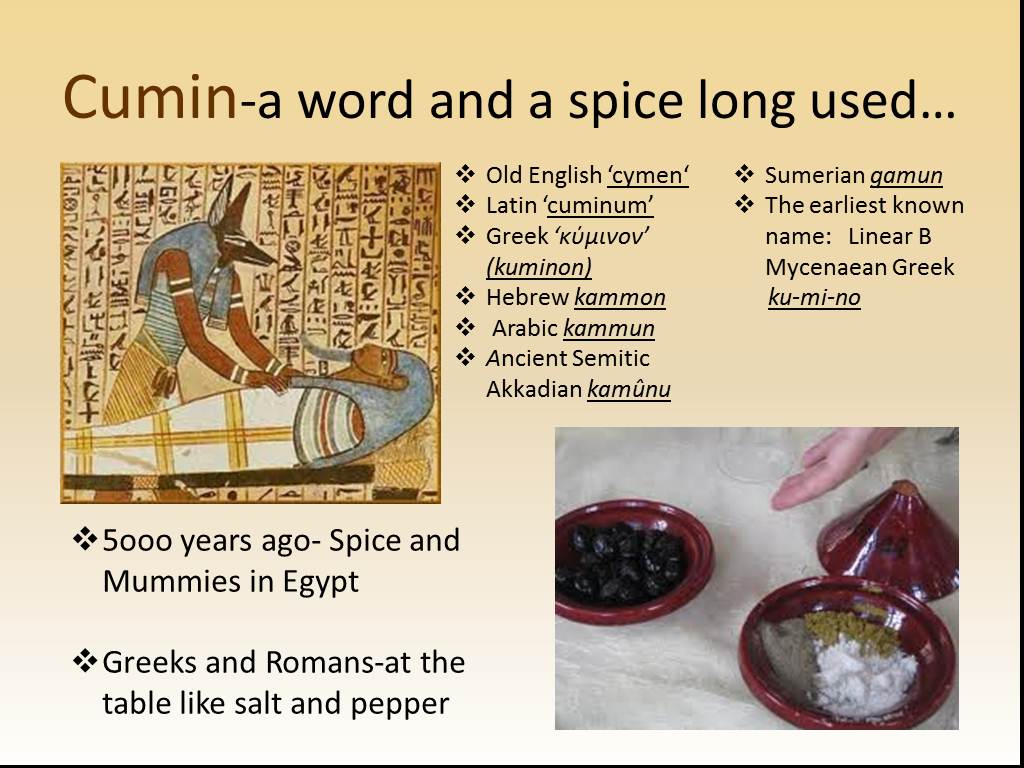 Cumin-a word and a spice long used…
❖ Old English ‘cymen‘
❖ Latin ‘cuminum’
❖ Greek ‘κύμινον’
(kuminon)
❖ Hebrew kammon
❖ Arabic kammun
❖ Ancient Semitic
Akkadian kamûnu
❖ Sumerian gamun
❖ The earliest known
name: Linear B
Mycenaean Greek
ku-mi-no
❖5ooo years ago- Spice and
Mummies in Egypt
❖Greeks and Romans-at the
table like salt and pepper